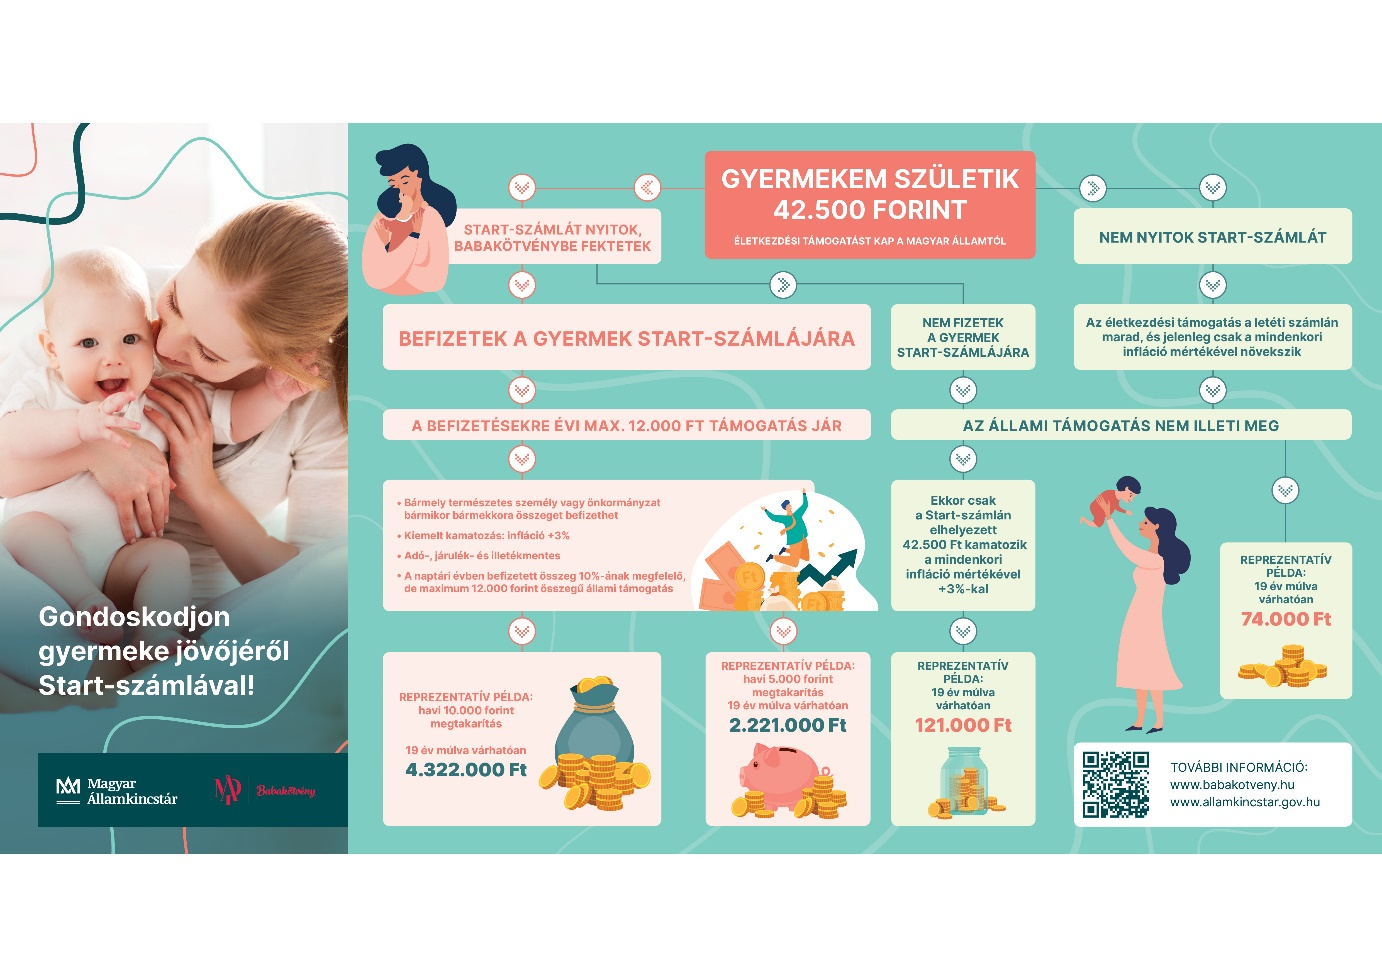 Gondoskodjon
gyermeke jövőjéről
Start-számlával!
Magyar
Államkincstár
MÁP
Babakötvény
GYERMEKEM SZÜLETIK
42.500 FORINT
ÉLETKEZDÉSI TÁMOGATÁST KAP A MAGYAR ÁLLAMTÓL
START-SZÁMLÁT NYITOK,
BABAKÖTVÉNYBE FEKTETEK
NEM NYITOK START-SZÁMLÁT
BEFIZETEK A GYERMEK START-SZÁMLÁJÁRA
NEM FIZETEK
A GYERMEK
START-SZÁMLÁJÁRA
Az életkezdési támogatás a letéti számlán
marad, és jelenleg csak a mindenkori
infláció mértékével növekszik
A BEFIZETÉSEKRE ÉVI MAX. 12.000 FT TÁMOGATÁS JÁR
AZ ÁLLAMI TÁMOGATÁS NEM ILLETI MEG
• Bármely természetes személy vagy önkormányzat
bármikor bármekkora összeget befizethet
• Kiemelt kamatozás: infláció +3%
• Adó-, járulék- és illetékmentes
• A naptári évben befizetett összeg 10%-ának megfelelő,
de maximum 12.000 forint összegű állami támogatás
Ft
Ft
Ekkor csak
a Start-számlán
elhelyezett
42.500 Ft kamatozik
a mindenkori
infláció mértékével
+3%-kal
REPREZENTATÍV
PÉLDA:
19 év múlva
várhatóan
74.000 Ft
REPREZENTATÍV PÉLDA:
havi 10.000 forint
megtakarítás
19 év múlva várhatóan
4.322.000 Ft
REPREZENTATÍV PÉLDA:
havi 5.000 forint
megtakarítás
19 év múlva várhatóan
2.221.000 Ft
REPREZENTATÍV
PÉLDA:
19 év múlva
várhatóan
121.000 Ft
TOVÁBBI INFORMÁCIÓ:
www.babakotveny.hu
www.allamkincstar.gov.hu